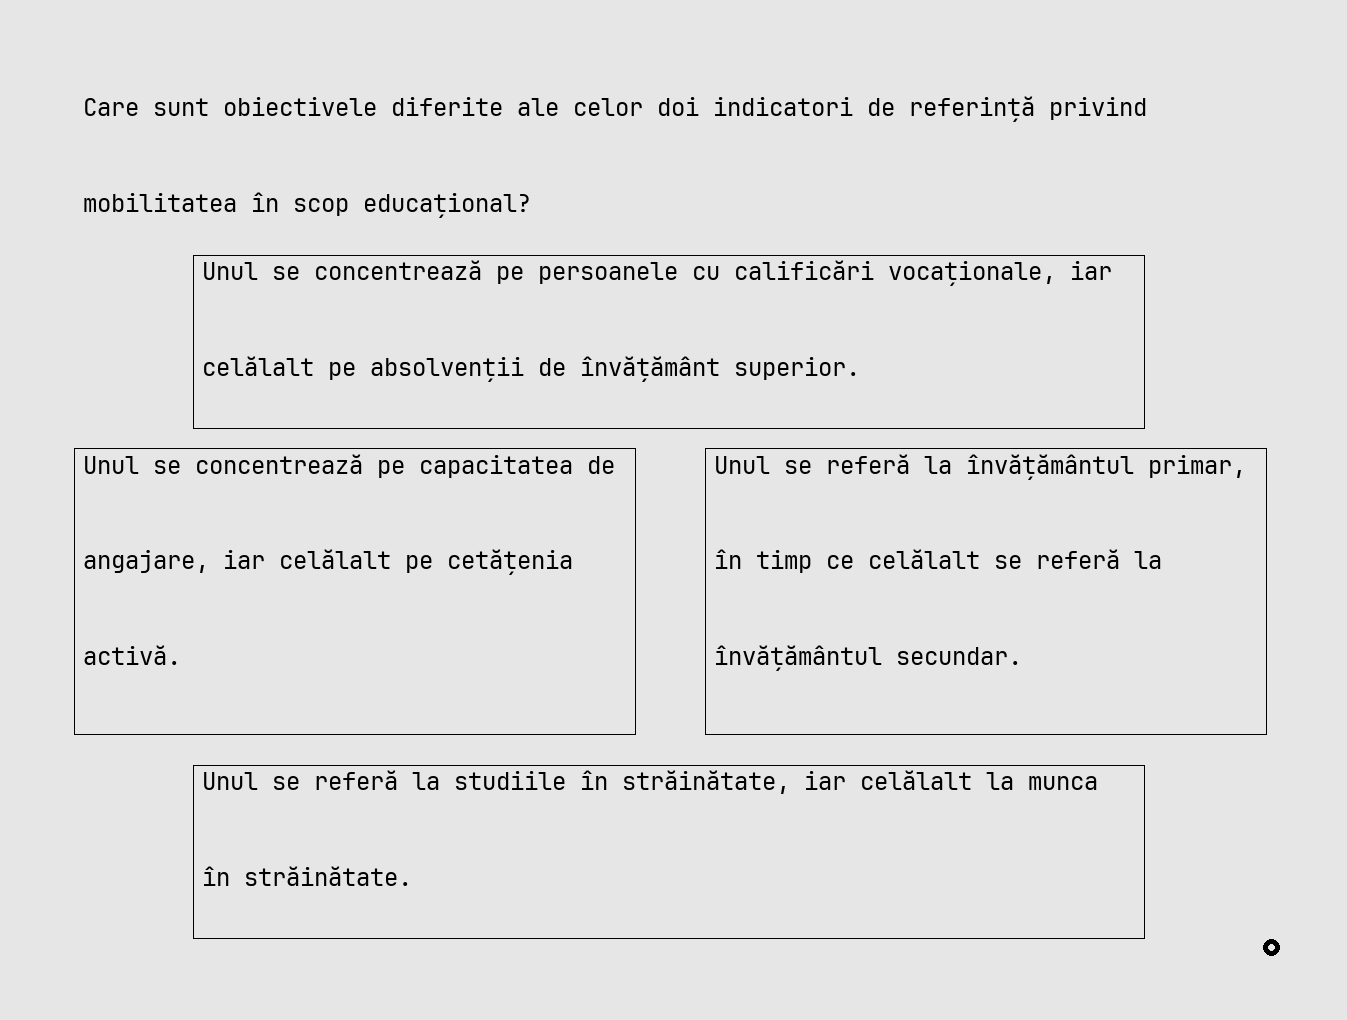 Care sunt obiectivele diferite ale celor doi indicatori de referință privind
mobilitatea în scop educațional?
Unul se concentrează pe persoanele cu calificări vocaționale, iar
celălalt pe absolvenții de învățământ superior.
Unul se concentrează pe capacitatea de
angajare, iar celălalt pe cetățenia
activă.
Unul se referă la învățământul primar,
în timp ce celălalt se referă la
învățământul secundar.
Unul se referă la studiile în străinătate, iar celălalt la munca
în străinătate.